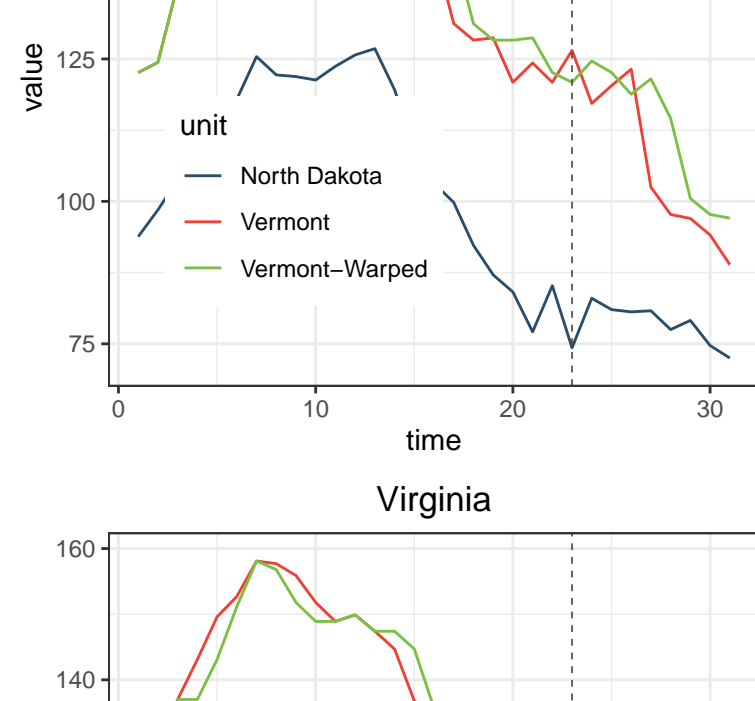 value
125
100
75
unit
North Dakota
Vermont
Vermont−Warped
0 10 20 30
time
Virginia
160
140